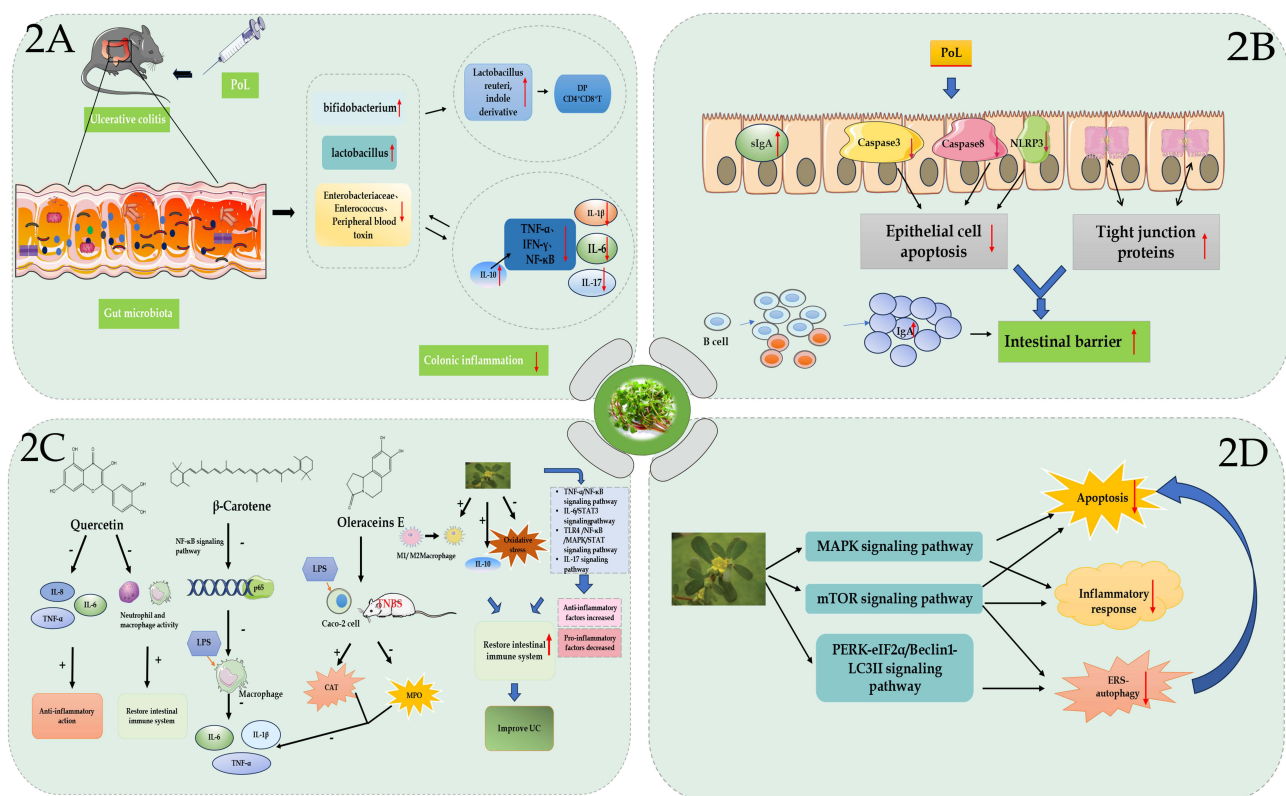 2A
PoL
Ulcerative colitis
Gut microbiota
bifidobacterium
lactobacillus
Enterobacteriaceae、
Enterococcus、
Peripheral blood
toxin
Lactobacillus
reuteri,
indole
derivative
DP
CD4⁺CD8⁺T
IL-10
TNF-α、
IFN-γ、
NF-κB
IL-1β
IL-6
IL-17
Colonic inflammation
2B
PoL
sIgA
Caspase3
Caspase8
NLRP3
Epithelial cell
apoptosis
Tight junction
proteins
B cell
IgA
Intestinal barrier
2C
OH
O
OH
HO
O
OH
OH
Quercetin
-
-
IL-8
IL-6
TNF-α
Neutrophil and
macrophage activity
+
+
Anti-inflammatory
action
Restore intestinal
immune system
β-Carotene
NF-κB signaling
pathway
-
p65
-
LPS
Macrophage
-
IL-6
IL-1β
TNF-α
OH
HO
N
O
Oleraceins E
LPS
Caco-2 cell
TNBS
+
-
CAT
MPO
-
+
+
-
M1/ M2Macrophage
IL-10
Oxidative
stress
• TNF-α/NF-κB
signaling pathway
• IL-6/STAT3
signalingpathway
• TLR4 /NF-κB
/MAPK/STAT
signaling pathway
• IL-17 signaling
pathway
Anti-inflammatory
factors increased
Pro-inflammatory
factors decreased
Restore intestinal
immune system
Improve UC
2D
MAPK signaling pathway
mTOR signaling pathway
PERK-eIF2α/Beclin1-
LC3II signaling
pathway
Apoptosis
Inflammatory
response
ERS-
autophagy